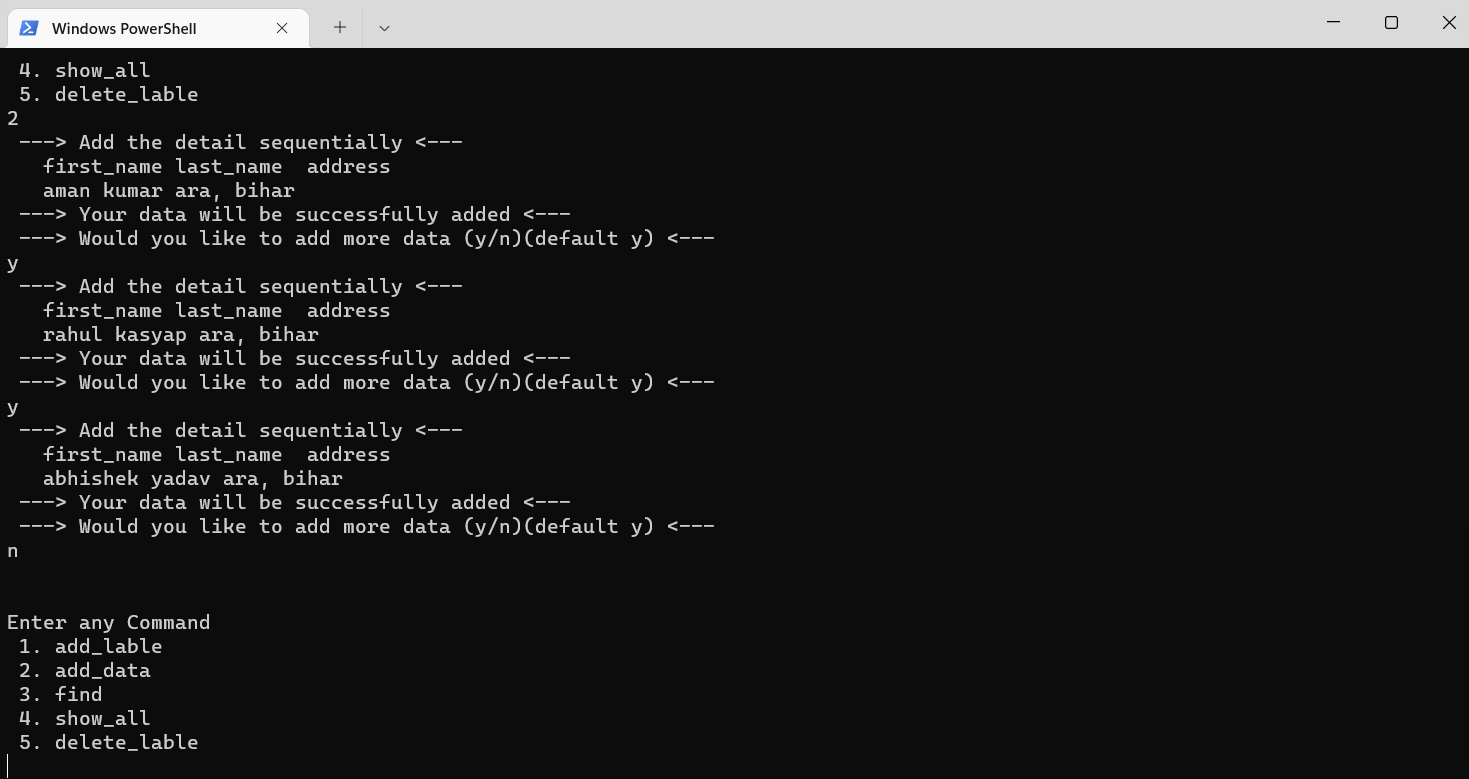 Windows PowerShell
4. show_all
5. delete_lable
2
---> Add the detail sequentially <---
first_name last_name  address
aman kumar ara, bihar
---> Your data will be successfully added <---
---> Would you like to add more data (y/n)(default y) <---
y
---> Add the detail sequentially <---
first_name last_name  address
rahul kasyap ara, bihar
---> Your data will be successfully added <---
---> Would you like to add more data (y/n)(default y) <---
y
---> Add the detail sequentially <---
first_name last_name  address
abhishek yadav ara, bihar
---> Your data will be successfully added <---
---> Would you like to add more data (y/n)(default y) <---
n
Enter any Command
1. add_lable
2. add_data
3. find
4. show_all
5. delete_lable